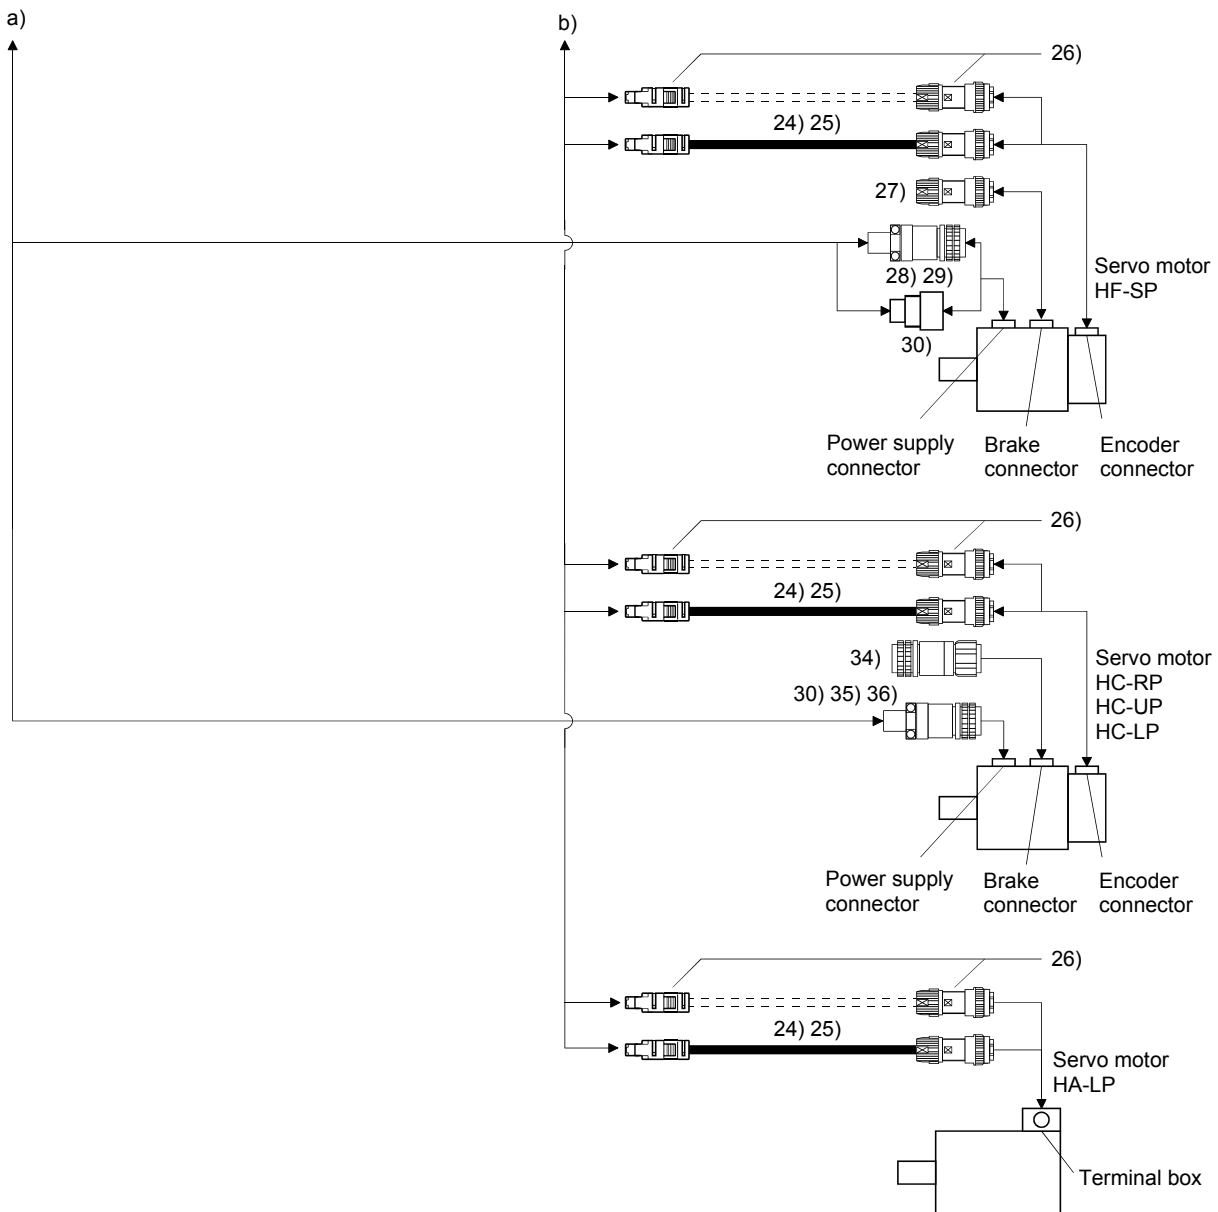 a)
b)
26)
24) 25)
27)
28) 29)
Servo motor
HF-SP
30)
Power supply
connector
Brake
connector
Encoder
connector
26)
24) 25)
34)
Servo motor
HC-RP
HC-UP
HC-LP
30) 35) 36)
Power supply
connector
Brake
connector
Encoder
connector
26)
24) 25)
Servo motor
HA-LP
Terminal box